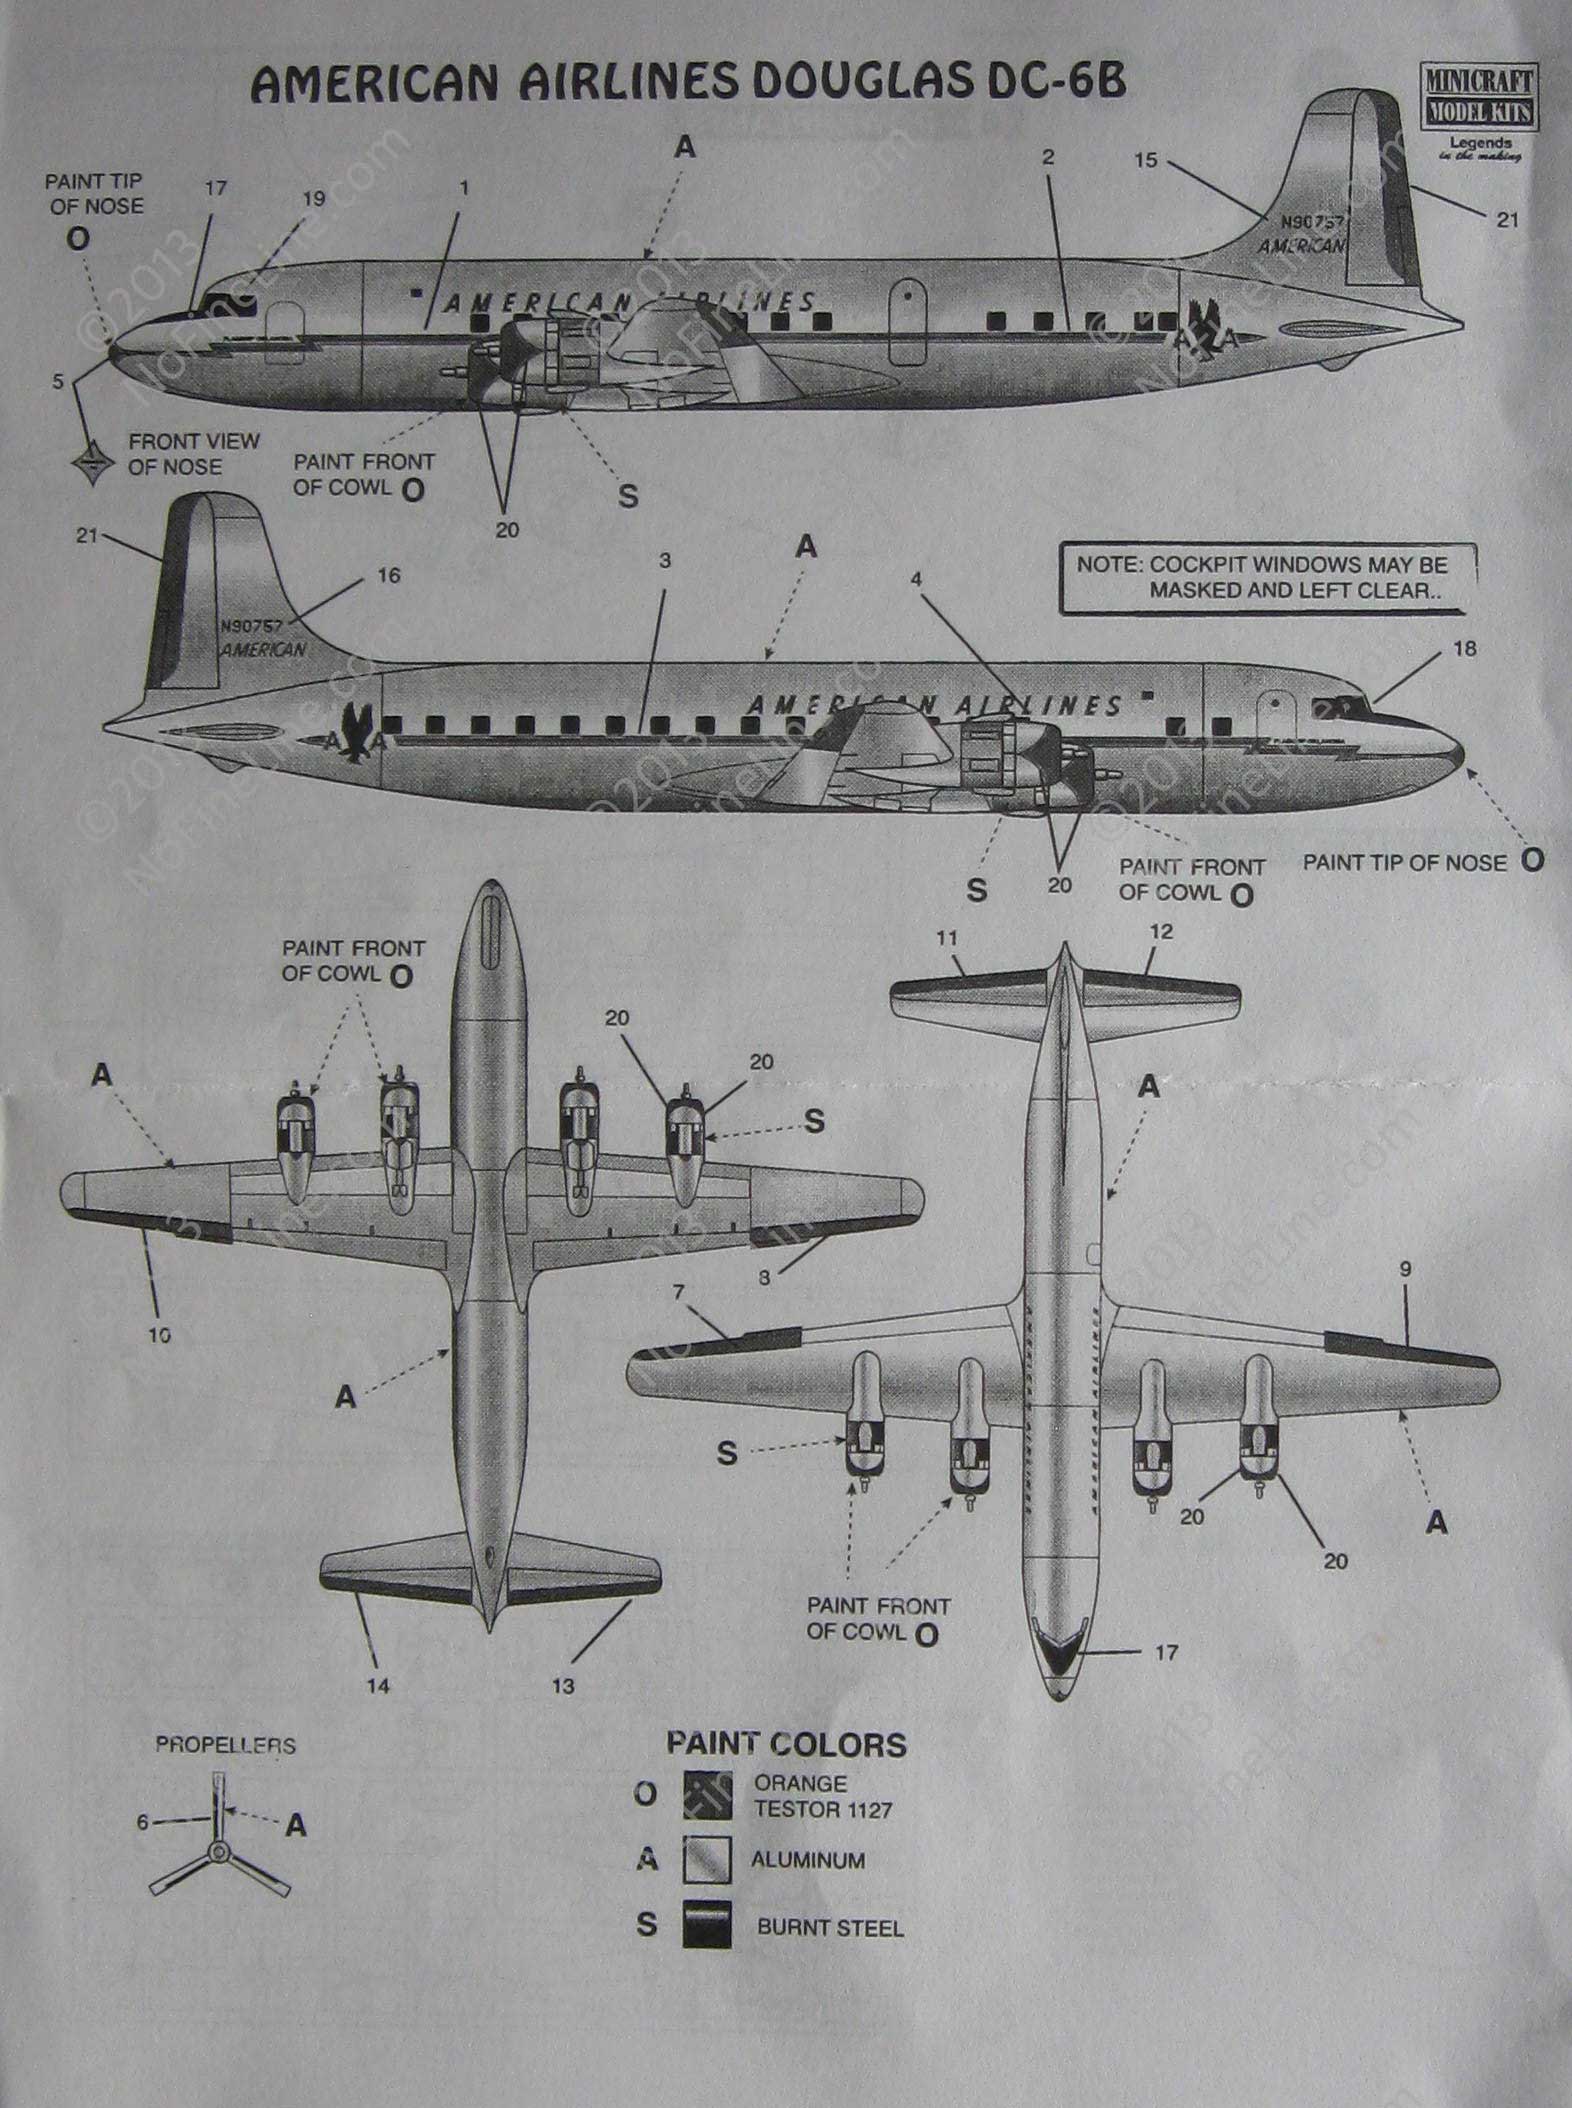 AMERICAN AIRLINES DOUGLAS DC-6B
MINICRAFT
MODEL KITS
Legends
in the making
PAINT TIP
OF NOSE
O
17
19
1
A
2
15
21
N90757
AMERICAN
AMERICAN AIRLINES
A A
5
FRONT VIEW
OF NOSE
PAINT FRONT
OF COWL O
20
S
21
16
3
A
4
NOTE: COCKPIT WINDOWS MAY BE
MASKED AND LEFT CLEAR..
18
N90757
AMERICAN
AMERICAN AIRLINES
A A
S
20
PAINT FRONT
OF COWL O
PAINT TIP OF NOSE O
PAINT FRONT
OF COWL O
20
20
A
S
10
8
A
14
13
11
12
A
7
9
AMERICAN AIRLINES
AMERICAN AIRLINES
S
20
20
A
PAINT FRONT
OF COWL O
17
PROPELLERS
6
A
PAINT COLORS
O ORANGE
TESTOR 1127
A ALUMINUM
S BURNT STEEL
©2013
NoFineLine.com